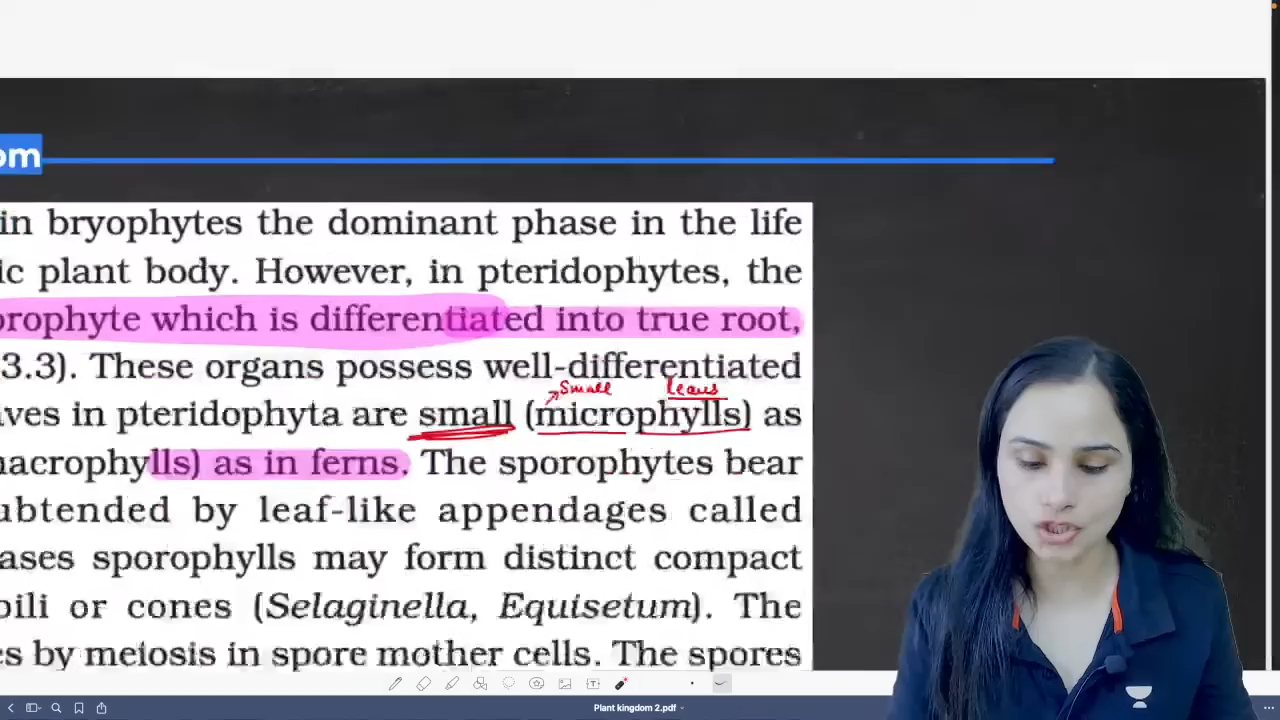 om
in bryophytes the dominant phase in the life
ic plant body. However, in pteridophytes, the
orophyte which is differentiated into true root,
3.3). These organs possess well-differentiated
Small leaves
ves in pteridophyta are small (microphylls) as
nacrophylls) as in ferns. The sporophytes bear
ubtended by leaf-like appendages called
ases sporophylls may form distinct compact
bili or cones (Selaginella, Equisetum). The
es by meiosis in spore mother cells. The spores
Plant kingdom 2.pdf